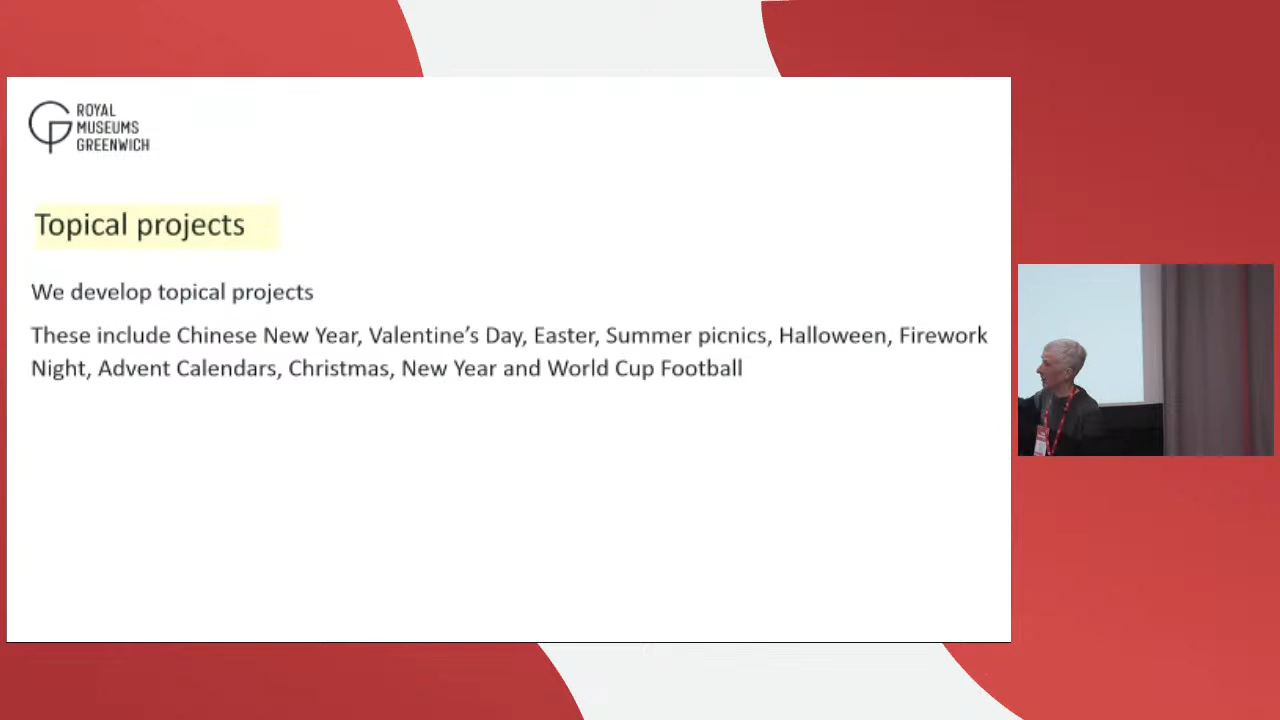 ROYAL
MUSEUMS
GREENWICH
Topical projects
We develop topical projects
These include Chinese New Year, Valentine’s Day, Easter, Summer picnics, Halloween, Firework
Night, Advent Calendars, Christmas, New Year and World Cup Football